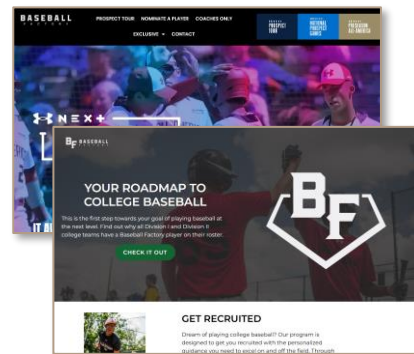 BASEBALL
FACTORY
PROSPECT TOUR NOMINATE A PLAYER COACHES ONLY
EXCLUSIVE CONTACT
PROSPECT
TOUR
NATIONAL
PROSPECT
GAMES
PRESEASON
ALL-AMERICA
NEXT
BF BASEBALL
FACTORY
YOUR ROADMAP TO
COLLEGE BASEBALL
This is the first step towards your goal of playing baseball at
the next level. Find out why all Division I and Division II
college teams have a Baseball Factory player on their roster.
CHECK IT OUT
BF
GET RECRUITED
Dream of playing college baseball? Our program is
designed to get you recruited with the personalized
guidance you need to excel on and off the field. Through